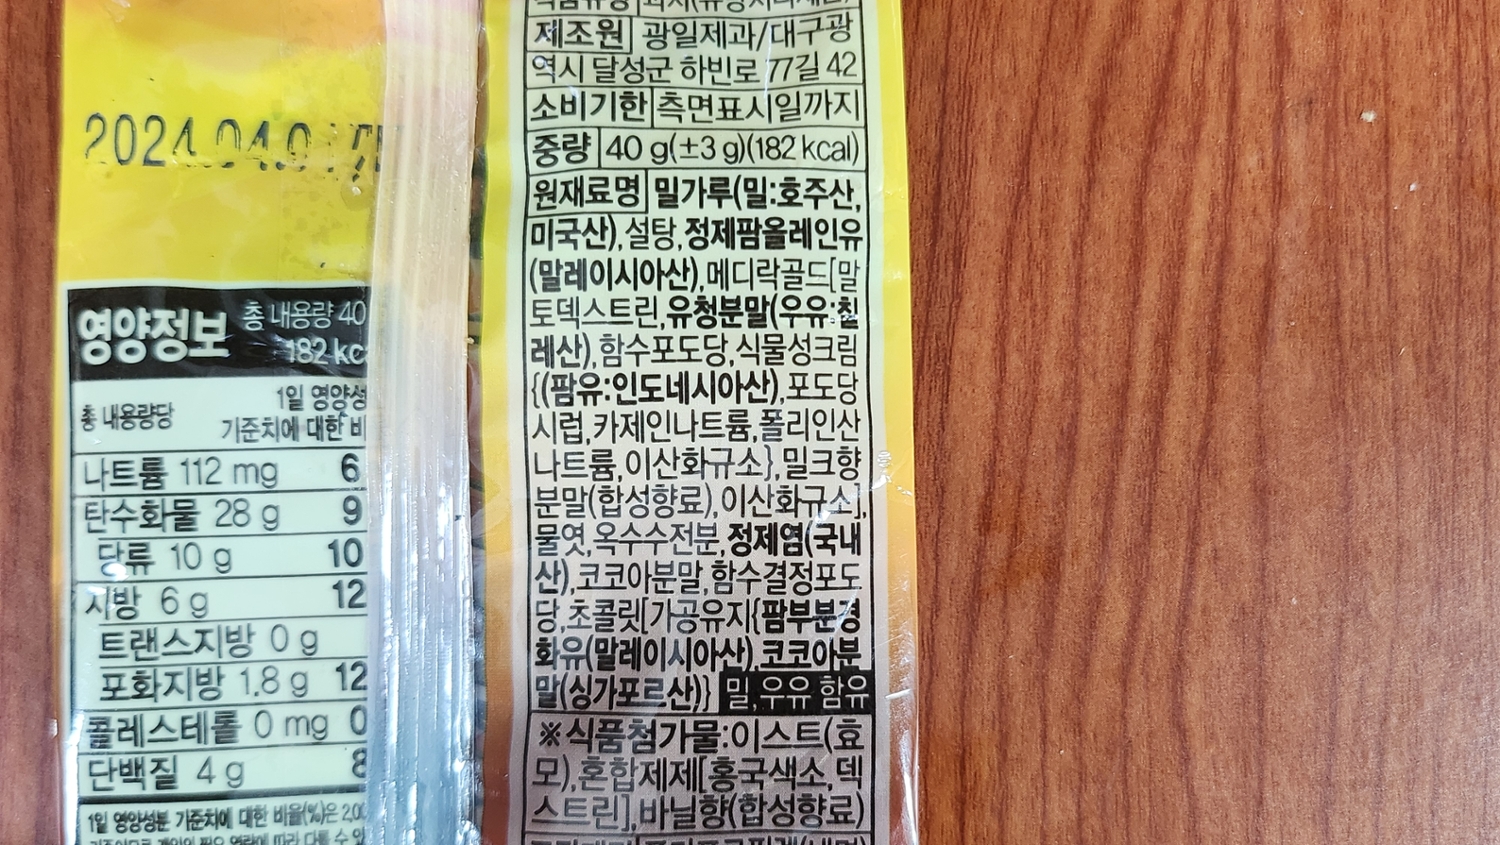 2024.04.0
영양정보
총 내용량 40
182 kc
총 내용량당
1일 영양성
기준치에 대한 비
나트륨 112 mg 6
탄수화물 28 g 9
당류 10 g 10
지방 6 g 12
트랜스지방 0 g
포화지방 1.8 g 12
콜레스테롤 0 mg 0
단백질 4 g 8
1일 영양성분 기준치에 대한 비율(%)은 2,00
제조원 광일제과/대구광
역시 달성군 하빈로 77길 42
소비기한 측면표시일까지
중량 40 g(±3 g)(182 kcal)
원재료명 밀가루(밀:호주산,
미국산),설탕,정제팜올레인유
(말레이시아산),메디락골드[말
토덱스트린,유청분말(우유:칠
레산),함수포도당,식물성크림
{(팜유:인도네시아산),포도당
시럽,카제인나트륨,폴리인산
나트륨,이산화규소},밀크향
분말(합성향료),이산화규소],
물엿,옥수수전분,정제염(국내
산),코코아분말,함수결정포도
당,초콜릿[가공유지{팜부분경
화유(말레이시아산),코코아분
말(싱가포르산)} 밀,우유 함유
※식품첨가물:이스트(효
모),혼합제제[홍국색소,덱
스트린],바닐향(합성향료)